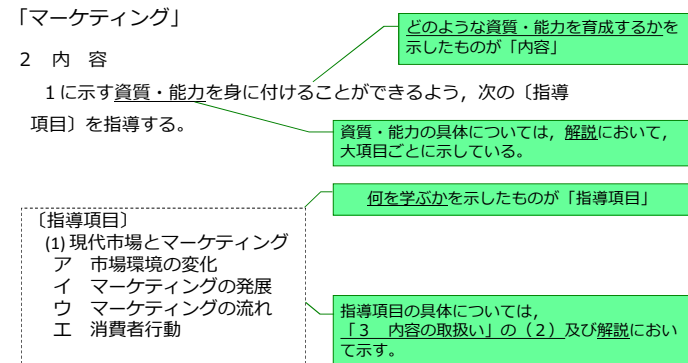 「マーケティング」
どのような資質・能力を育成するかを
示したものが「内容」
２　内　容
１に示す資質・能力を身に付けることができるよう，次の〔指導
項目〕を指導する。
資質・能力の具体については，解説において，
大項目ごとに示している。
何を学ぶかを示したものが「指導項目」
〔指導項目〕
(1) 現代市場とマーケティング
ア　市場環境の変化
イ　マーケティングの発展
ウ　マーケティングの流れ
エ　消費者行動
指導項目の具体については，
「３　内容の取扱い」の（２）及び解説におい
て示す。